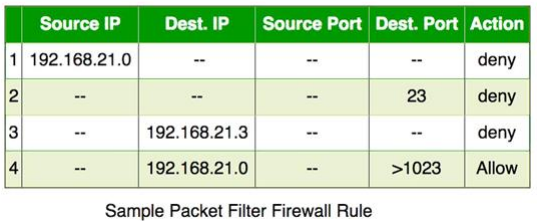 Source IP Dest. IP Source Port Dest. Port Action
1 192.168.21.0 -- -- -- deny
2 -- -- -- 23 deny
3 -- 192.168.21.3 -- -- deny
4 -- 192.168.21.0 -- >1023 Allow
Sample Packet Filter Firewall Rule